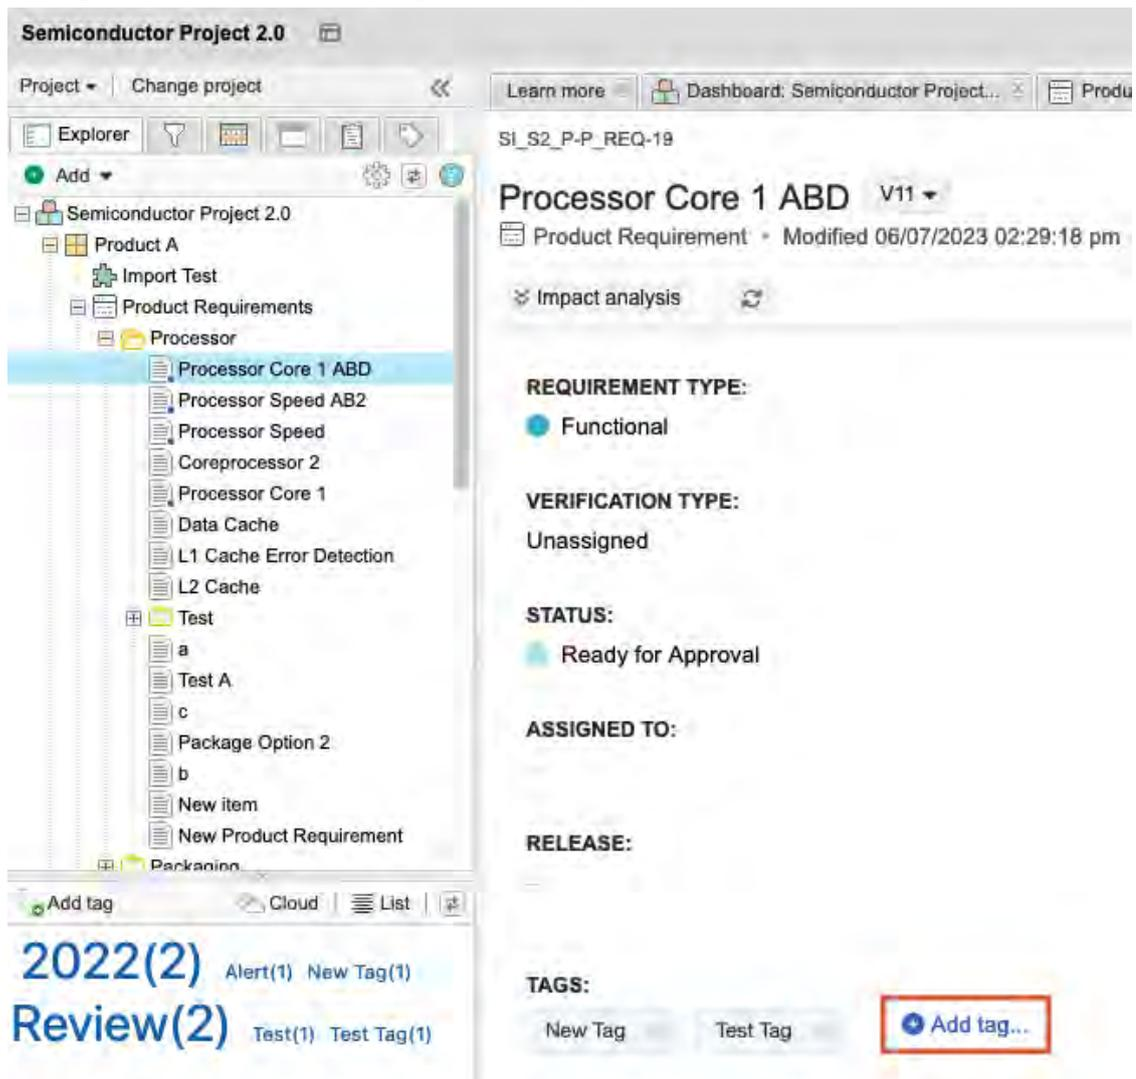 Semiconductor Project 2.0
Project
Change project
Explorer
Add
Semiconductor Project 2.0
Product A
Import Test
Product Requirements
Processor
Processor Core 1 ABD
Processor Speed AB2
Processor Speed
Coreprocessor 2
Processor Core 1
Data Cache
L1 Cache Error Detection
L2 Cache
Test
a
Test A
c
Package Option 2
b
New item
New Product Requirement
Packaging
Add tag
Cloud
List
2022(2) Alert(1) New Tag(1)
Review(2) Test(1) Test Tag(1)
Learn more
Dashboard: Semiconductor Project...
Produ
SI_S2_P-P_REQ-19
Processor Core 1 ABD V11
Product Requirement • Modified 06/07/2023 02:29:18 pm
Impact analysis
REQUIREMENT TYPE:
Functional
VERIFICATION TYPE:
Unassigned
STATUS:
Ready for Approval
ASSIGNED TO:
RELEASE:
TAGS:
New Tag
Test Tag
Add tag...